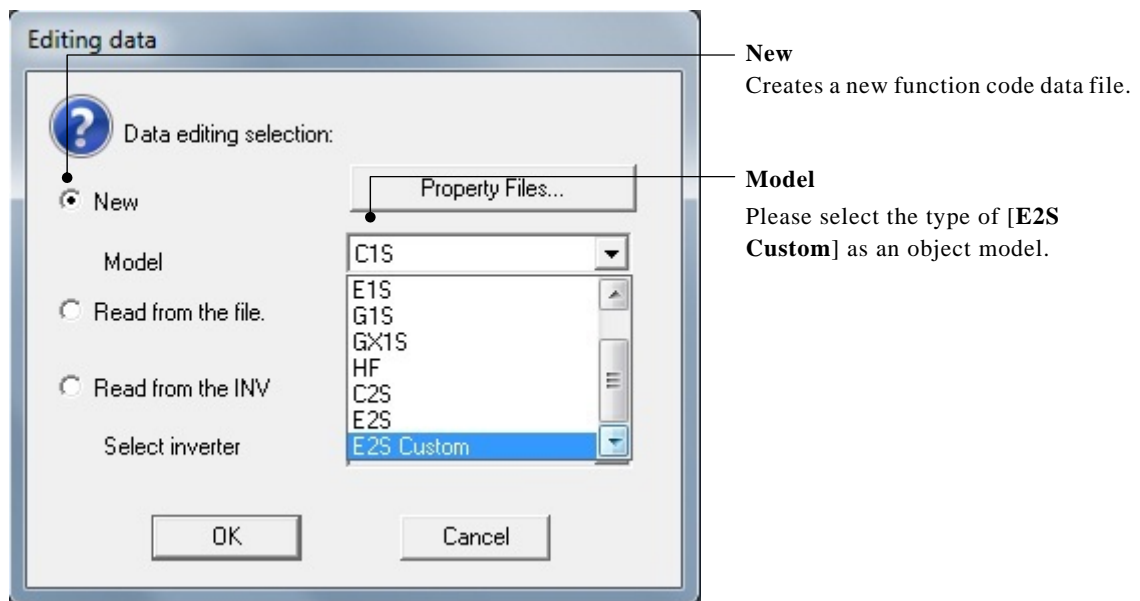 Editing data
Data editing selection:
New
Property Files...
Model
C1S
E1S
G1S
GX1S
HF
C2S
E2S
E2S Custom
Read from the file.
Read from the INV
Select inverter
OK
Cancel
New
Creates a new function code data file.
Model
Please select the type of [E2S
Custom] as an object model.